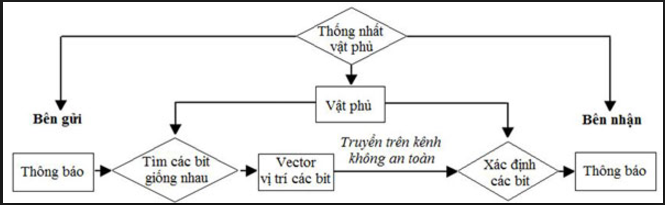 Thống nhất
vật phủ
Vật phủ
Bên gửi
Bên nhận
Thông báo
Tìm các bit
giống nhau
Vector
vị trí các bit
Truyền trên kênh
không an toàn
Xác định
các bit
Thông báo